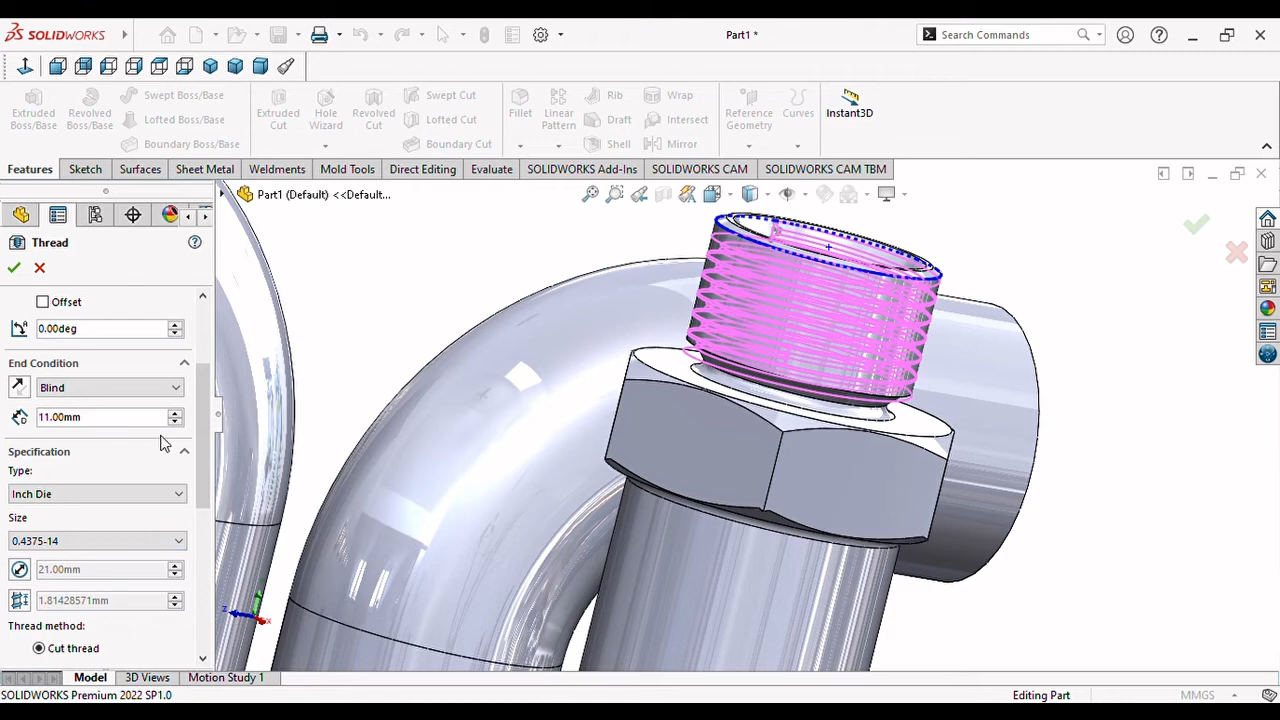 SOLIDWORKS
Part1 *
Search Commands
Extruded Boss/Base
Revolved Boss/Base
Swept Boss/Base
Lofted Boss/Base
Boundary Boss/Base
Extruded Cut
Hole Wizard
Revolved Cut
Swept Cut
Lofted Cut
Boundary Cut
Fillet
Linear Pattern
Rib
Draft
Shell
Wrap
Intersect
Mirror
Reference Geometry
Curves
Instant3D
Features
Sketch
Surfaces
Sheet Metal
Weldments
Mold Tools
Direct Editing
Evaluate
SOLIDWORKS Add-Ins
SOLIDWORKS CAM
SOLIDWORKS CAM TBM
Part1 (Default) <<Default...
Thread
Offset
0.00deg
End Condition
Blind
11.00mm
Specification
Type:
Inch Die
Size
0.4375-14
21.00mm
1.81428571mm
Thread method:
Cut thread
z
x
Model
3D Views
Motion Study 1
SOLIDWORKS Premium 2022 SP1.0
Editing Part
MMGS